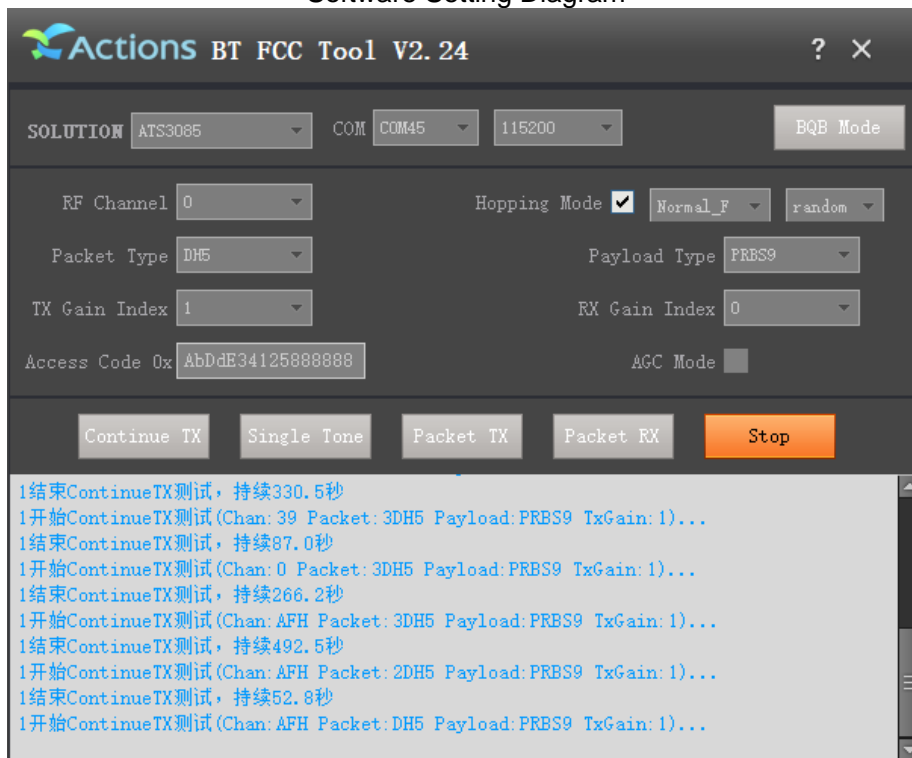 Software Setting Diagram
Actions BT FCC Tool V2.24 ? ×
SOLUTION ATS3085 COM COM45 115200 BQB Mode
RF Channel 0 Hopping Mode Normal_F random
Packet Type DH5 Payload Type PRBS9
TX Gain Index 1 RX Gain Index 0
Access Code 0x AbDdE34125888888 AGC Mode
Continue TX Single Tone Packet TX Packet RX Stop
1结束ContinueTX测试，持续330.5秒
1开始ContinueTX测试(Chan:39 Packet:3DH5 Payload:PRBS9 TxGain:1)...
1结束ContinueTX测试，持续87.0秒
1开始ContinueTX测试(Chan:0 Packet:3DH5 Payload:PRBS9 TxGain:1)...
1结束ContinueTX测试，持续266.2秒
1开始ContinueTX测试(Chan:AFH Packet:3DH5 Payload:PRBS9 TxGain:1)...
1结束ContinueTX测试，持续492.5秒
1开始ContinueTX测试(Chan:AFH Packet:2DH5 Payload:PRBS9 TxGain:1)...
1结束ContinueTX测试，持续52.8秒
1开始ContinueTX测试(Chan:AFH Packet:DH5 Payload:PRBS9 TxGain:1)...